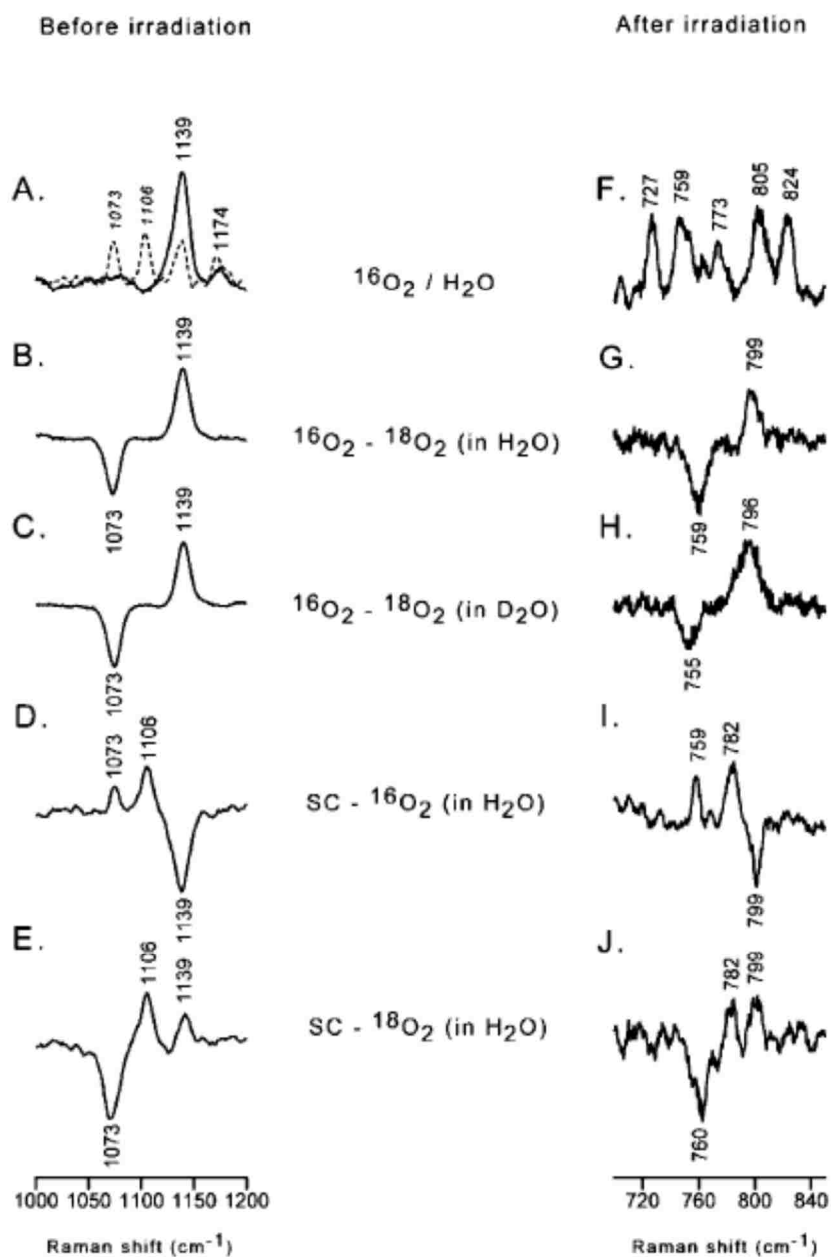 Before irradiation
After irradiation
A.
1073
1106
1139
1174
16O2 / H2O
F.
727
759
773
805
824
B.
1139
1073
16O2 - 18O2 (in H2O)
G.
799
759
C.
1139
1073
16O2 - 18O2 (in D2O)
H.
796
755
D.
1073
1106
1139
SC - 16O2 (in H2O)
I.
759
782
799
E.
1106
1139
1073
SC - 18O2 (in H2O)
J.
782
799
760
1000 1050 1100 1150 1200
720 760 800 840
Raman shift (cm-1)
Raman shift (cm-1)